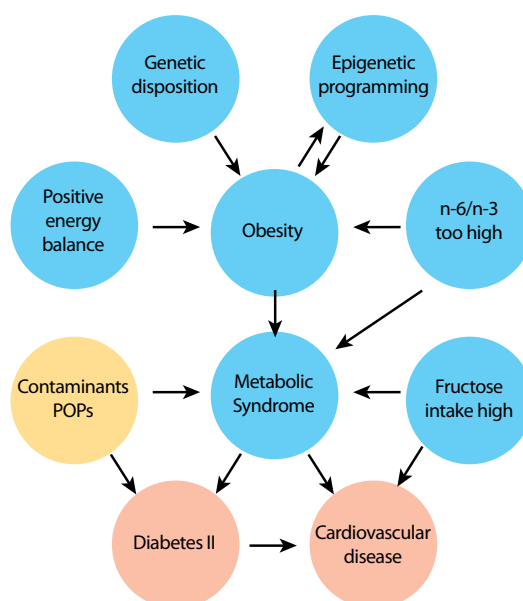 Genetic
disposition
Epigenetic
programming
Positive
energy
balance
Obesity
n-6/n-3
too high
Contaminants
POPs
Metabolic
Syndrome
Fructose
intake high
Diabetes II
Cardiovascular
disease